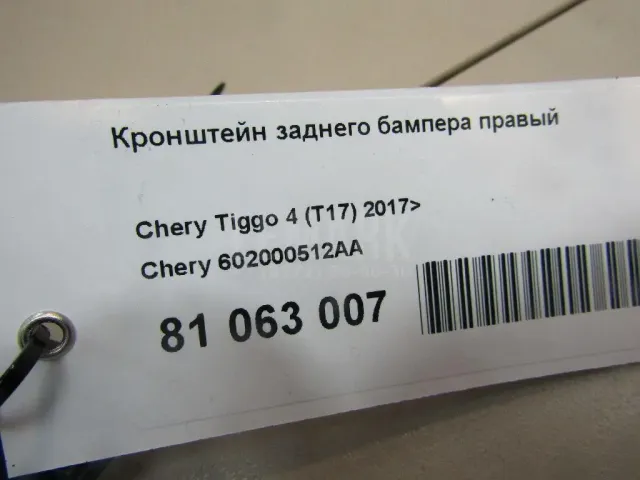 Кронштейн заднего бампера правый
Chery Tiggo 4 (T17) 2017>
Chery 602000512AA
81 063 007